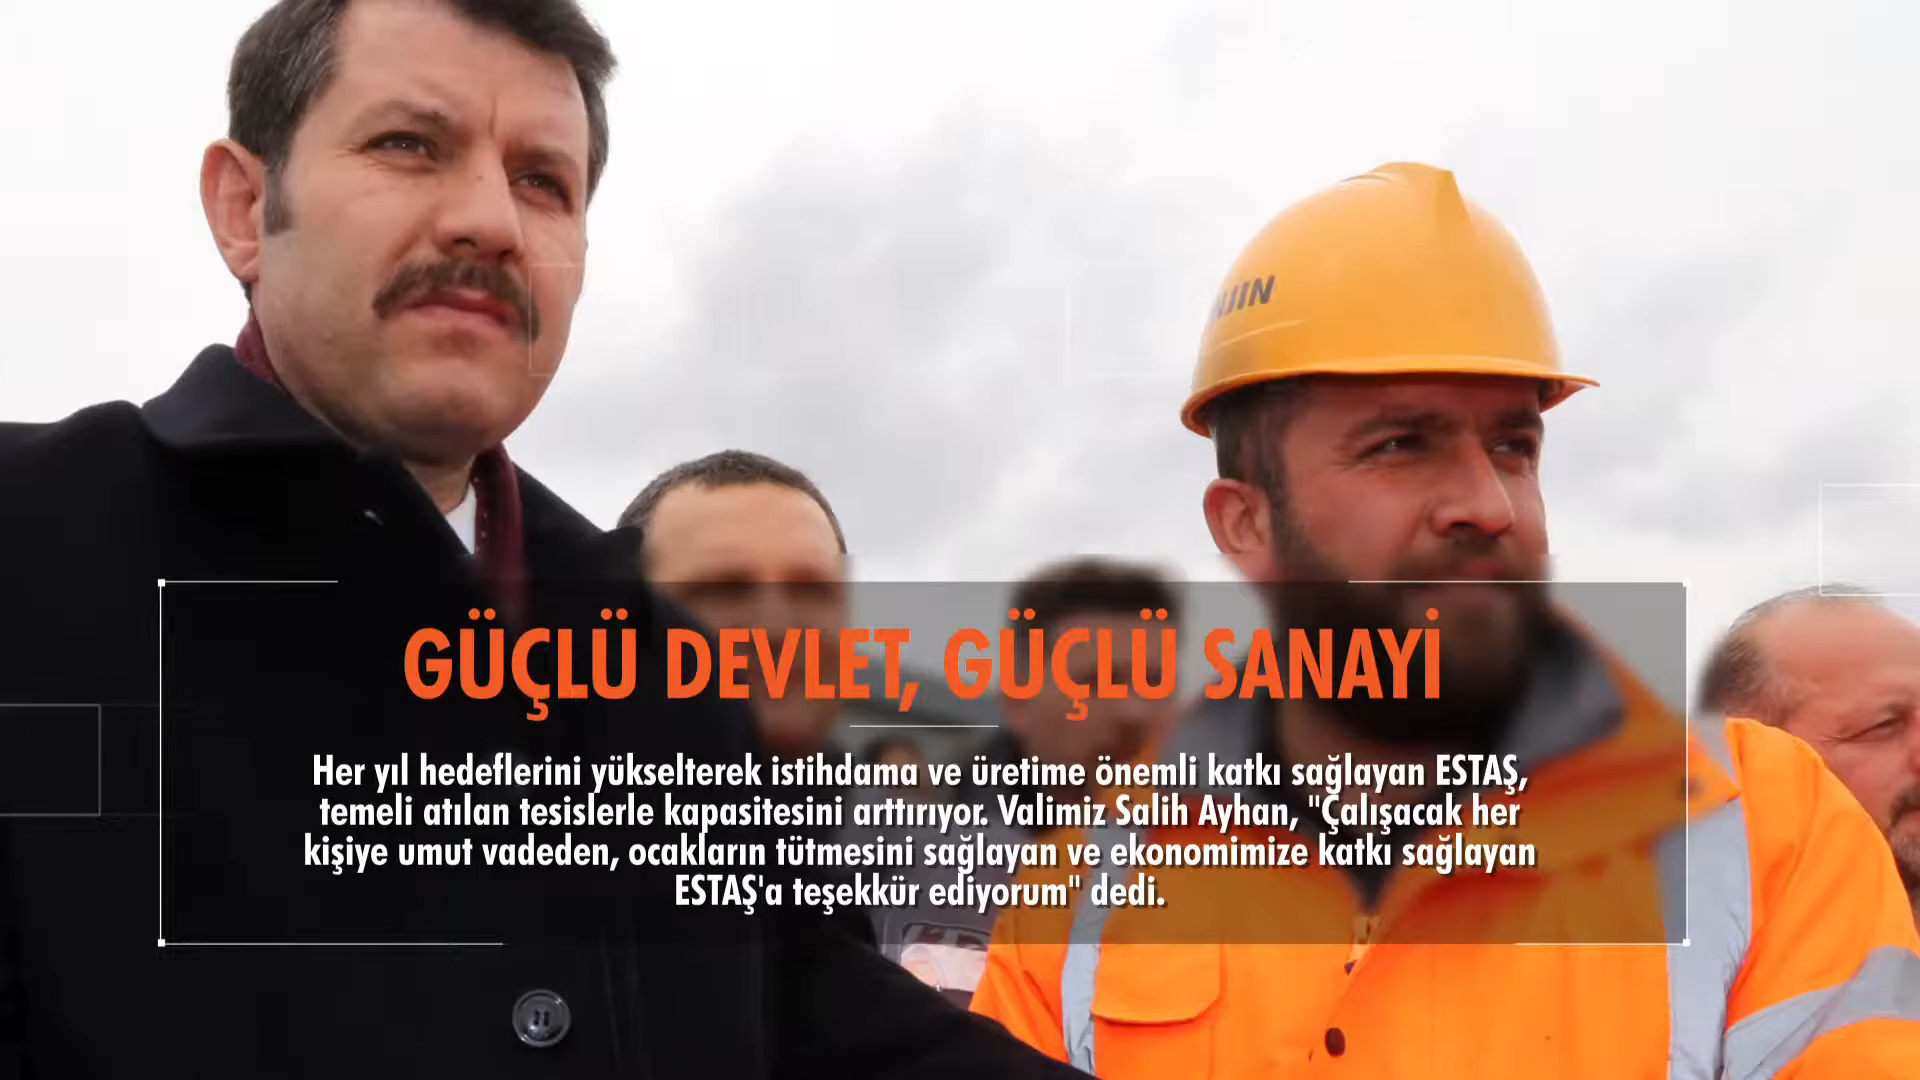 NJIN
GÜÇLÜ DEVLET, GÜÇLÜ SANAYİ
Her yıl hedeflerini yükselterek istihdama ve üretime önemli katkı sağlayan ESTAŞ,
temeli atılan tesislerle kapasitesini arttırıyor. Valimiz Salih Ayhan, "Çalışacak her
kişiye umut vadeden, ocakların tütmesini sağlayan ve ekonomimize katkı sağlayan
ESTAŞ'a teşekkür ediyorum" dedi.